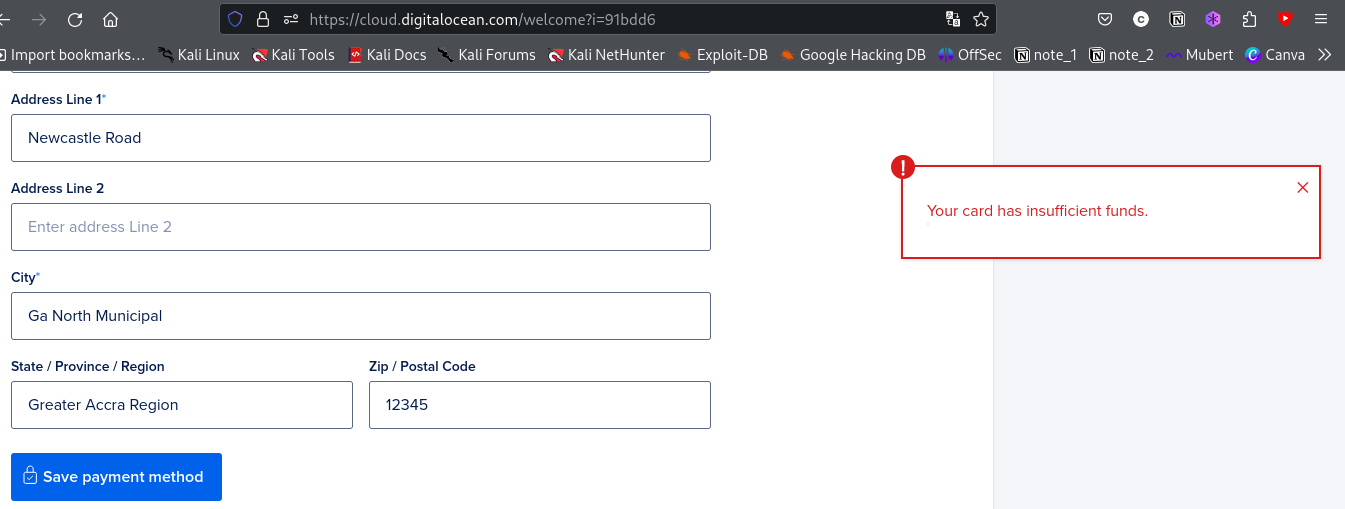 https://cloud.digitalocean.com/welcome?i=91bdd6
Import bookmarks… Kali Linux Kali Tools Kali Docs Kali Forums Kali NetHunter Exploit-DB Google Hacking DB OffSec note_1 note_2 Mubert Canva
Address Line 1*
Newcastle Road
Address Line 2
Enter address Line 2
City*
Ga North Municipal
State / Province / Region
Zip / Postal Code
Greater Accra Region
12345
Save payment method
Your card has insufficient funds.